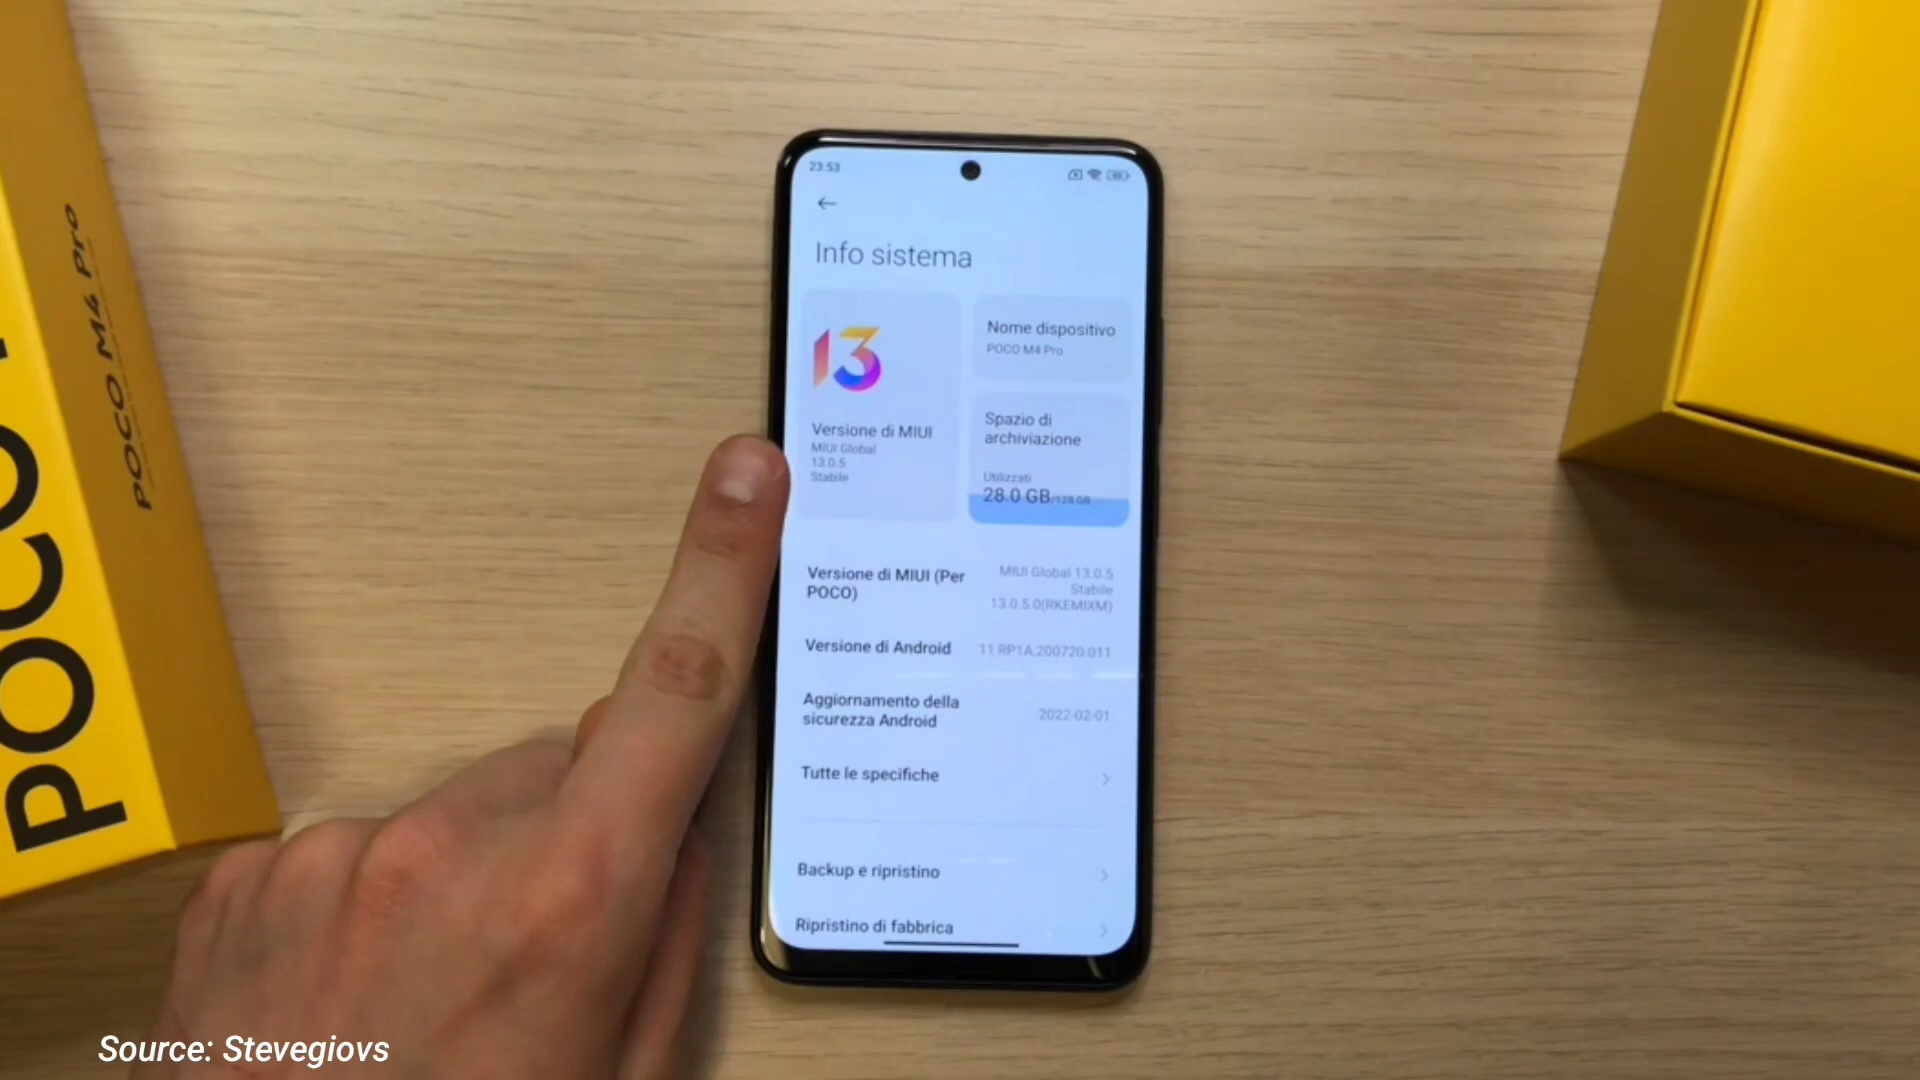 POCO
POCO M4 Pro
23:53
Info sistema
13
Versione di MIUI
MIUI Global
13.0.5
Stabile
Nome dispositivo
POCO M4 Pro
Spazio di
archiviazione
Utilizzati
28.0 GB/128 GB
Versione di MIUI (Per
POCO)
MIUI Global 13.0.5
Stabile
13.0.5.0(RKEMIXM)
Versione di Android
11 RP1A.200720.011
Aggiornamento della
sicurezza Android
2022-02-01
Tutte le specifiche
Backup e ripristino
Ripristino di fabbrica
Source: Stevegiovs